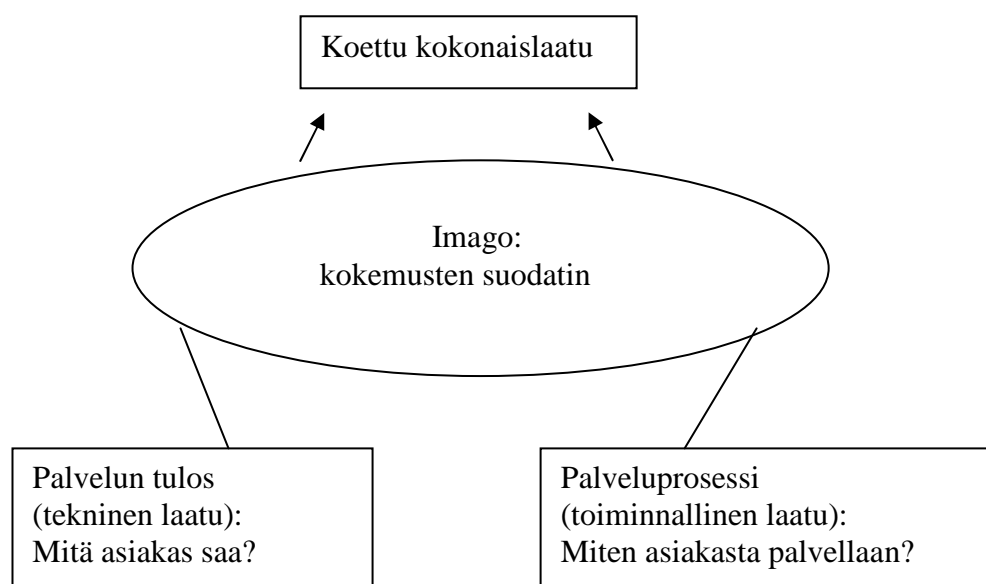 Koettu kokonaislaatu
Imago:
kokemusten suodatin
Palvelun tulos
(tekninen laatu):
Mitä asiakas saa?
Palveluprosessi
(toiminnallinen laatu):
Miten asiakasta palvellaan?